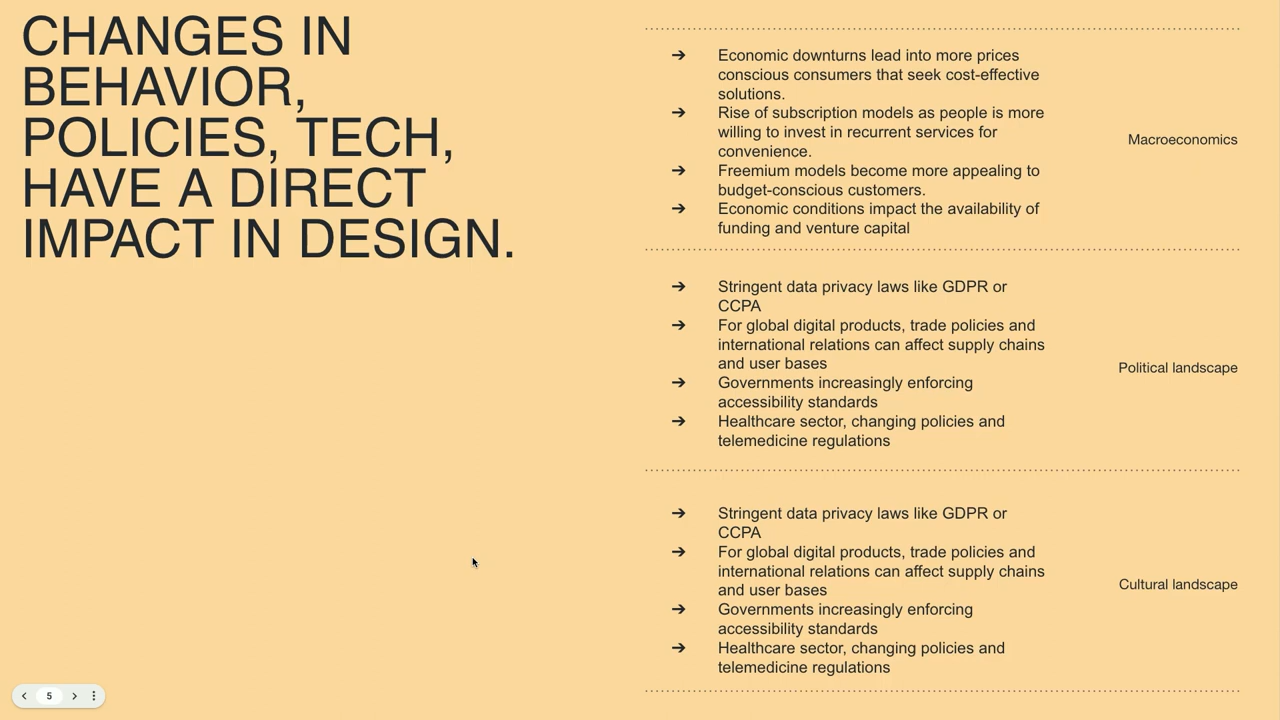 CHANGES IN
BEHAVIOR,
POLICIES, TECH,
HAVE A DIRECT
IMPACT IN DESIGN.
➔ Economic downturns lead into more prices
conscious consumers that seek cost-effective
solutions.
➔ Rise of subscription models as people is more
willing to invest in recurrent services for
convenience.
➔ Freemium models become more appealing to
budget-conscious customers.
➔ Economic conditions impact the availability of
funding and venture capital
Macroeconomics
➔ Stringent data privacy laws like GDPR or
CCPA
➔ For global digital products, trade policies and
international relations can affect supply chains
and user bases
➔ Governments increasingly enforcing
accessibility standards
➔ Healthcare sector, changing policies and
telemedicine regulations
Political landscape
➔ Stringent data privacy laws like GDPR or
CCPA
➔ For global digital products, trade policies and
international relations can affect supply chains
and user bases
➔ Governments increasingly enforcing
accessibility standards
➔ Healthcare sector, changing policies and
telemedicine regulations
Cultural landscape
5